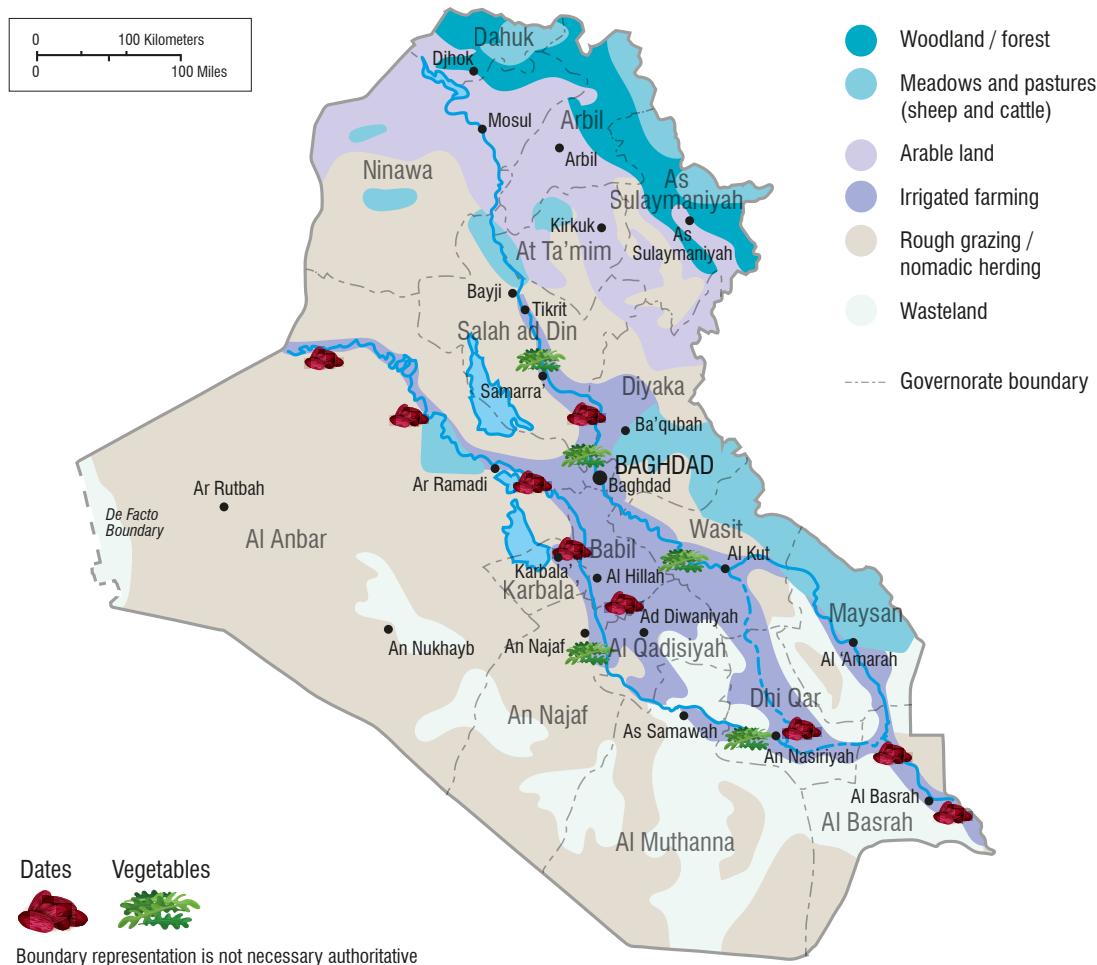 0 100 Kilometers
0 100 Miles
Woodland / forest
Meadows and pastures
(sheep and cattle)
Arable land
Irrigated farming
Rough grazing /
nomadic herding
Wasteland
Governorate boundary
Dahuk
Djhok
Mosul
Arbil
Arbil
Ninawa
As
Sulaymaniyah
As
Sulaymaniyah
Kirkuk
At Ta’mim
Bayji
Tikrit
Salah ad Din
Samarra’
Diyaka
Ba’qubah
BAGHDAD
Baghdad
Ar Ramadi
Ar Rutbah
De Facto
Boundary
Al Anbar
Wasit
Al Kut
Babil
Karbala’
Karbala’
Al Hillah
Ad Diwaniyah
Maysan
An Nukhayb
An Najaf
Al Qadisiyah
Al ‘Amarah
An Najaf
Dhi Qar
As Samawah
An Nasiriyah
Al Basrah
Al Basrah
Al Muthanna
Dates Vegetables
Boundary representation is not necessary authoritative